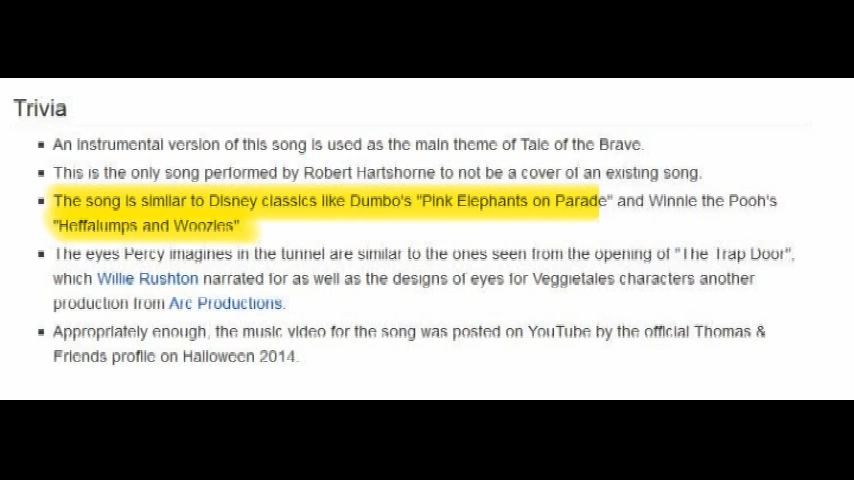 Trivia
An instrumental version of this song is used as the main theme of Tale of the Brave.
This is the only song performed by Robert Hartshorne to not be a cover of an existing song.
The song is similar to Disney classics like Dumbo's "Pink Elephants on Parade" and Winnie the Pooh's
"Heffalumps and Woozles".
The eyes Percy imagines in the tunnel are similar to the ones seen from the opening of "The Trap Door",
which Willie Rushton narrated for as well as the designs of eyes for Veggietales characters another
production from Arc Productions.
Appropriately enough, the music video for the song was posted on YouTube by the official Thomas &
Friends profile on Halloween 2014.